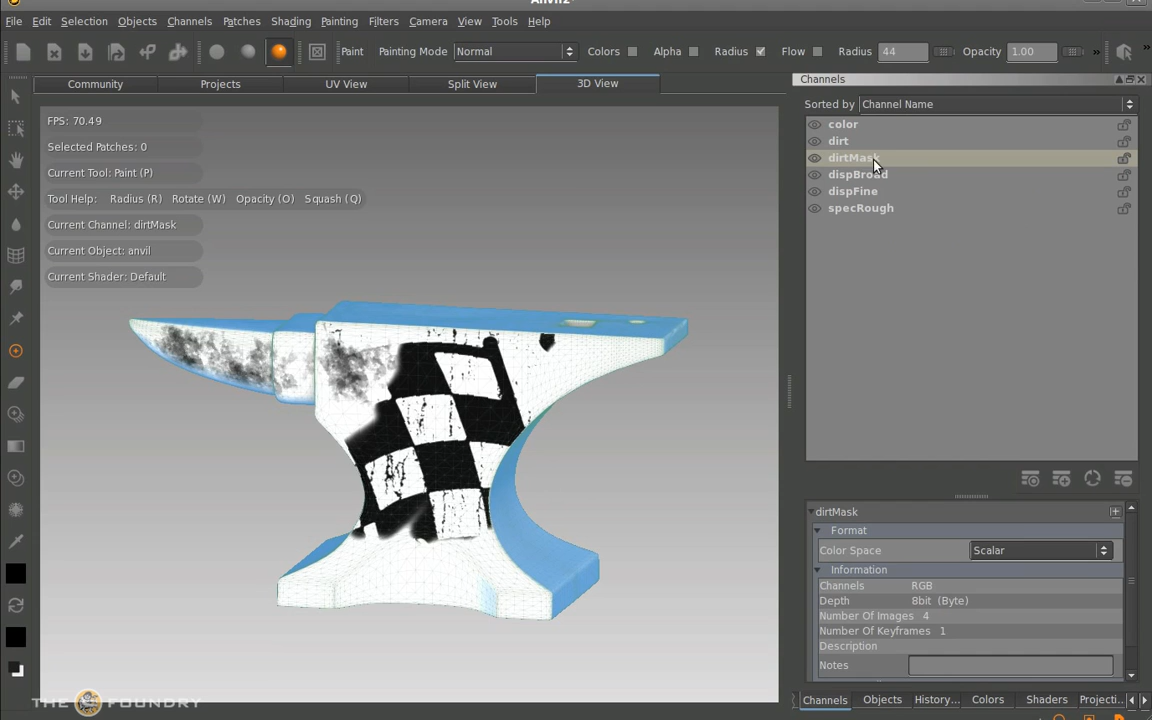 File Edit Selection Objects Channels Patches Shading Painting Filters Camera View Tools Help
Paint Painting Mode Normal Colors Alpha Radius Flow Radius 44 Opacity 1.00 »
Community Projects UV View Split View 3D View
Channels
Sorted by Channel Name
FPS: 70.49
Selected Patches: 0
Current Tool: Paint (P)
Tool Help: Radius (R) Rotate (W) Opacity (O) Squash (Q)
Current Channel: dirtMask
Current Object: anvil
Current Shader: Default
color
dirt
dirtMask
dispBroad
dispFine
specRough
dirtMask
Format
Color Space Scalar
Information
Channels RGB
Depth 8bit (Byte)
Number Of Images 4
Number Of Keyframes 1
Description
Notes
Channels Objects History... Colors Shaders Projecti...
THE FOUNDRY